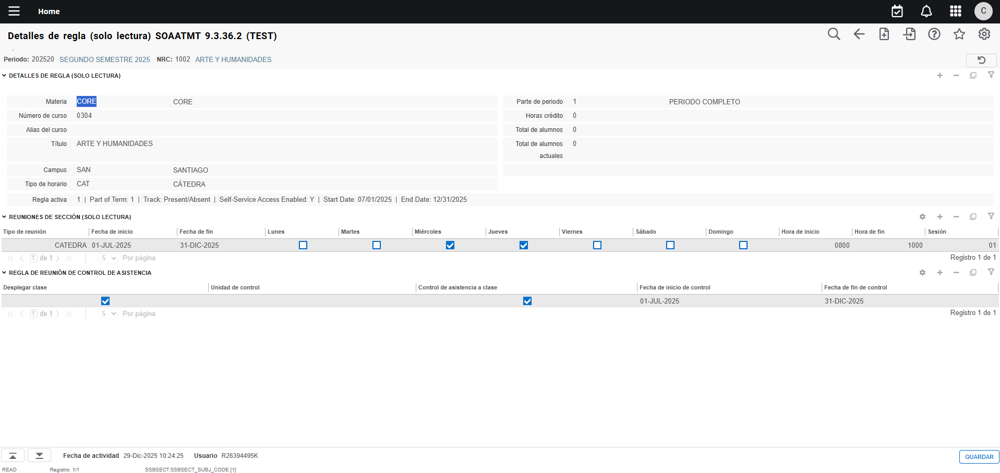 Home
C
Detalles de regla (solo lectura) SOAATMT 9.3.36.2 (TEST)
Periodo: 202520 SEGUNDO SEMESTRE 2025 NRC: 1002 ARTE Y HUMANIDADES
DETALLES DE REGLA (SOLO LECTURA)
Materia CORE CORE Parte de periodo 1 PERIODO COMPLETO
Número de curso 0304 Horas crédito 0
Alias del curso Total de alumnos 0
Título ARTE Y HUMANIDADES Total de alumnos 0
actuales
Campus SAN SANTIAGO
Tipo de horario CAT CÁTEDRA
Regla activa 1 | Part of Term: 1 | Track: Present/Absent | Self-Service Access Enabled: Y | Start Date: 07/01/2025 | End Date: 12/31/2025
REUNIONES DE SECCIÓN (SOLO LECTURA)
Tipo de reunión Fecha de inicio Fecha de fin Lunes Martes Miércoles Jueves Viernes Sábado Domingo Hora de inicio Hora de fin Sesión
CATEDRA 01-JUL-2025 31-DIC-2025 0800 1000 01
1 de 1 5 Por página Registro 1 de 1
REGLA DE REUNIÓN DE CONTROL DE ASISTENCIA
Desplegar clase Unidad de control Control de asistencia a clase Fecha de inicio de control Fecha de fin de control
01-JUL-2025 31-DIC-2025
1 de 1 5 Por página Registro 1 de 1
Fecha de actividad 29-Dic-2025 10:24:25 Usuario R26394495K GUARDAR
READ Registro: 1/1 SSBSECT.SSBSECT_SUBJ_CODE [1]